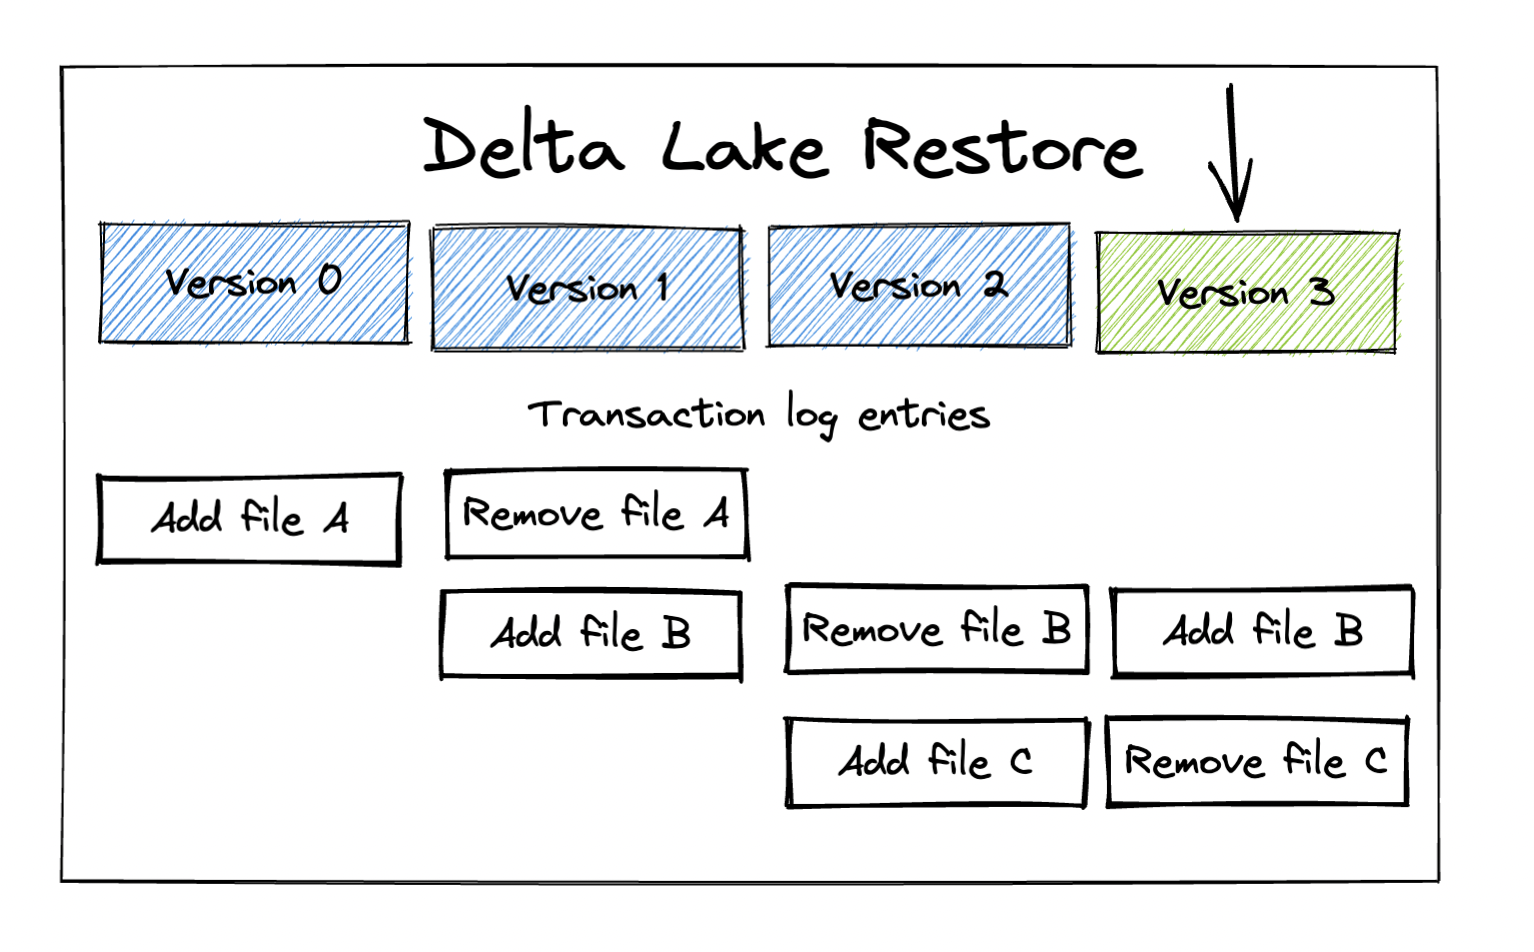 Delta Lake Restore
Version 0
Version 1
Version 2
Version 3
Transaction log entries
Add file A
Remove file A
Add file B
Remove file B
Add file B
Add file C
Remove file C